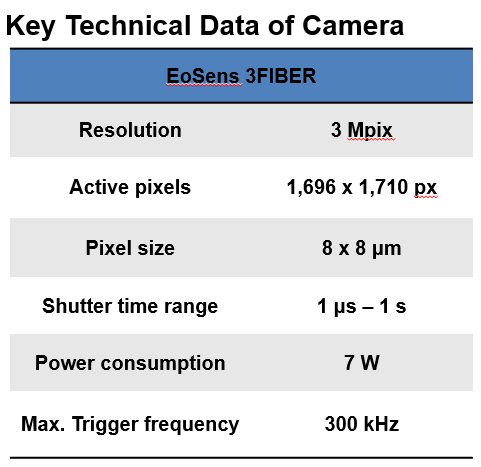 Key Technical Data of Camera
EoSens 3FIBER
Resolution 3 Mpix
Active pixels 1,696 x 1,710 px
Pixel size 8 x 8 µm
Shutter time range 1 µs – 1 s
Power consumption 7 W
Max. Trigger frequency 300 kHz